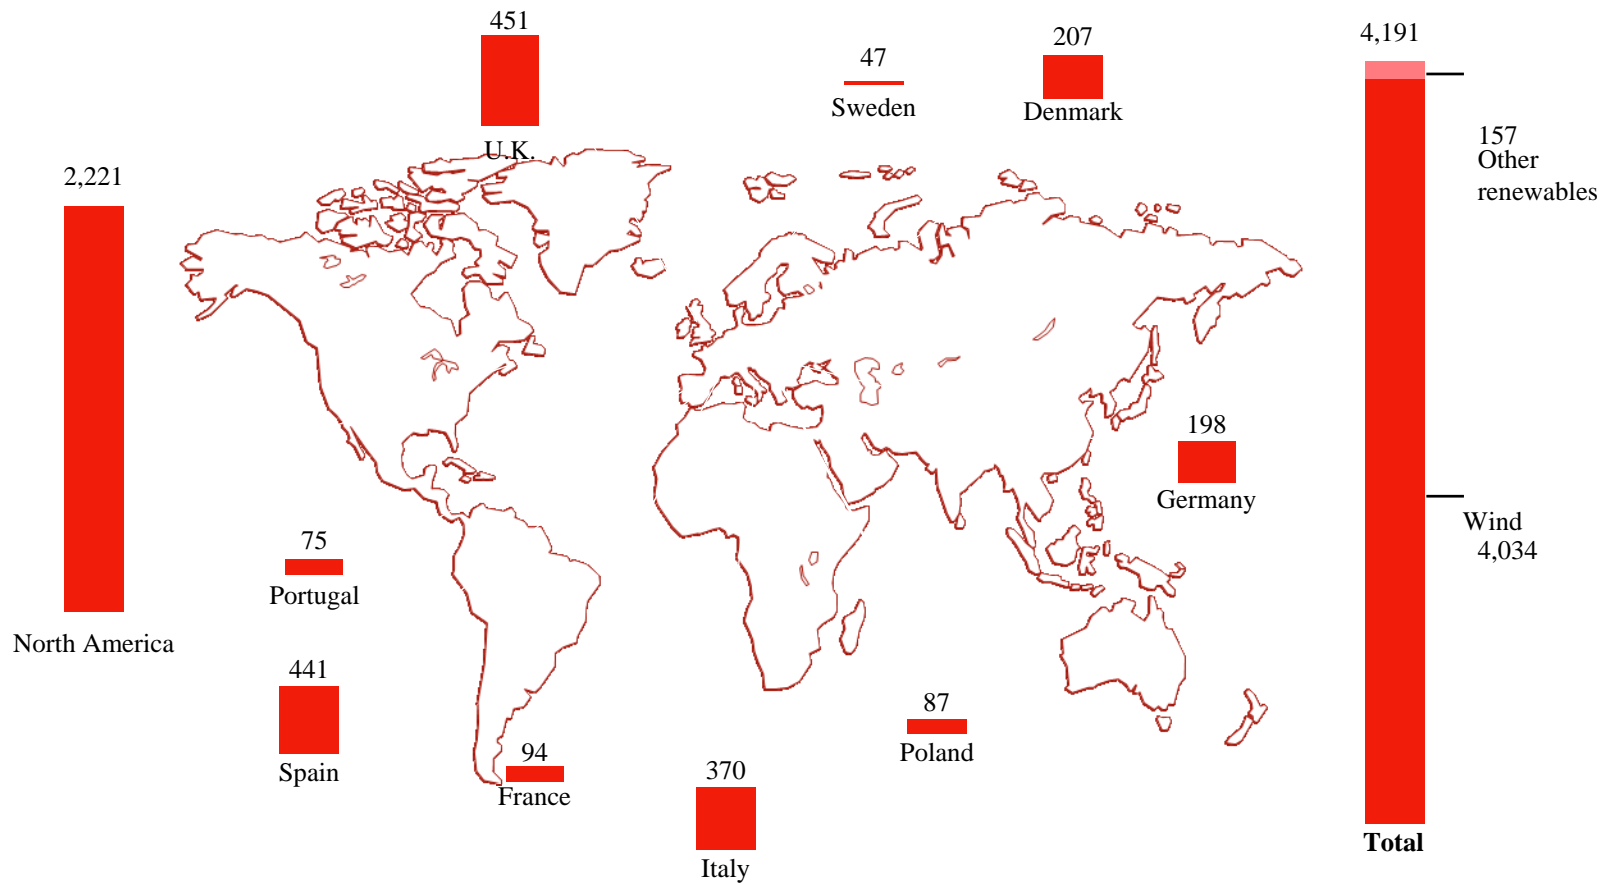 451
U.K.
47
Sweden
207
Denmark
4,191
157
Other
renewables
2,221
North America
198
Germany
Wind
4,034
75
Portugal
441
Spain
94
France
370
Italy
87
Poland
Total